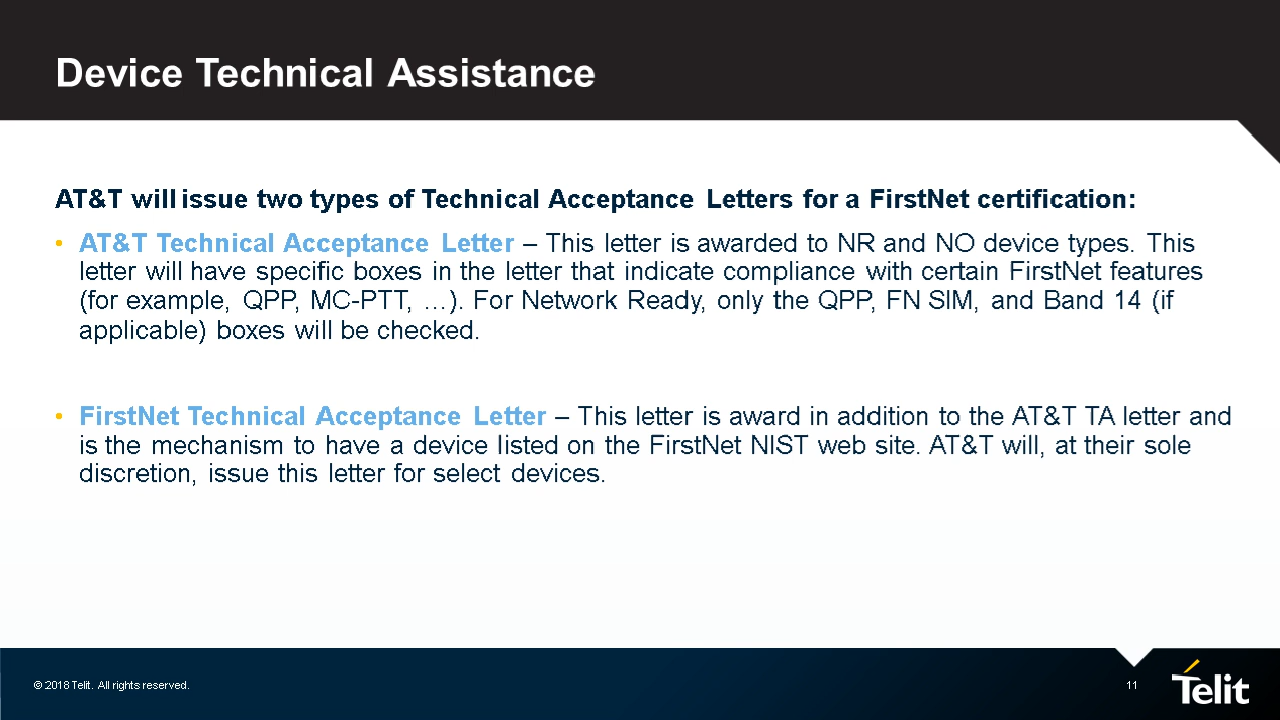 Device Technical Assistance
AT&T will issue two types of Technical Acceptance Letters for a FirstNet certification:
• AT&T Technical Acceptance Letter – This letter is awarded to NR and NO device types. This
letter will have specific boxes in the letter that indicate compliance with certain FirstNet features
(for example, QPP, MC-PTT, …). For Network Ready, only the QPP, FN SIM, and Band 14 (if
applicable) boxes will be checked.
• FirstNet Technical Acceptance Letter – This letter is award in addition to the AT&T TA letter and
is the mechanism to have a device listed on the FirstNet NIST web site. AT&T will, at their sole
discretion, issue this letter for select devices.
© 2018 Telit. All rights reserved.
11
Telit